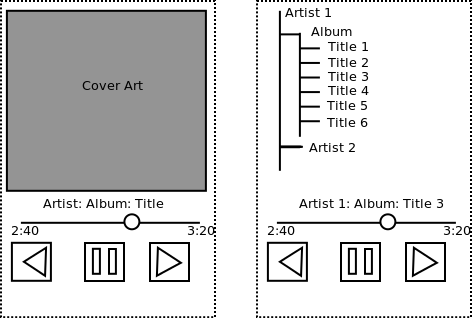 Cover Art
Artist: Album: Title
2:40
3:20
Artist 1
Album
Title 1
Title 2
Title 3
Title 4
Title 5
Title 6
Artist 2
Artist 1: Album: Title 3
2:40
3:20